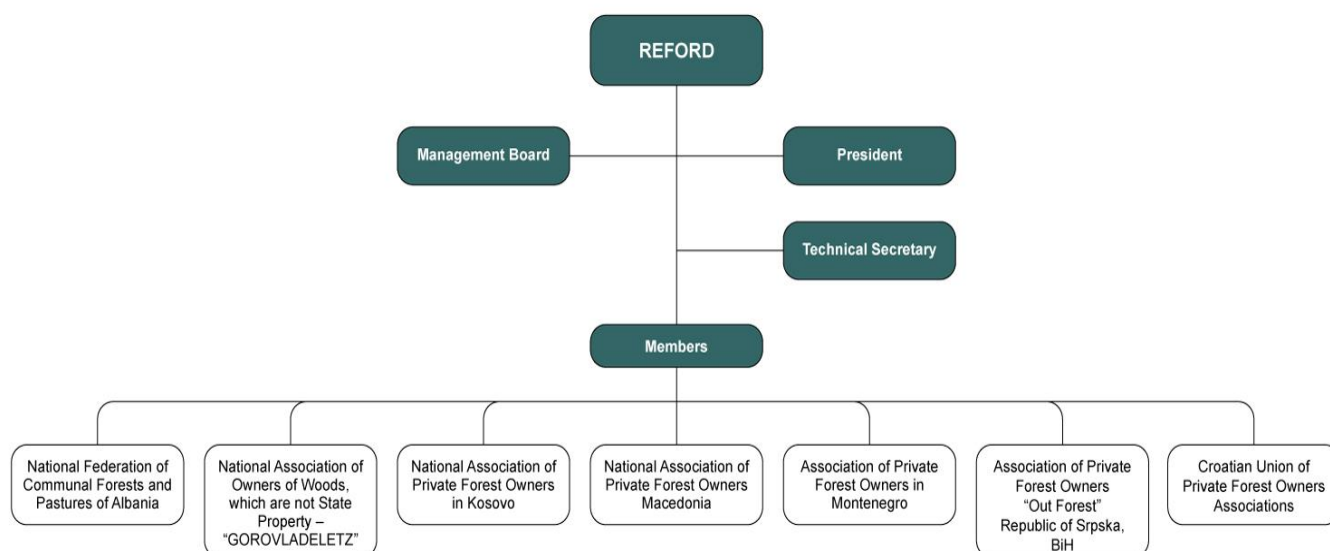 REFORD
Management Board
President
Technical Secretary
Members
National Federation of
Communal Forests and
Pastures of Albania
National Association of
Owners of Woods,
which are not State
Property –
“GOROVLADELETZ”
National Association of
Private Forest Owners
in Kosovo
National Association of
Private Forest Owners
Macedonia
Association of Private
Forest Owners in
Montenegro
Association of Private
Forest Owners
“Out Forest”
Republic of Srpska,
BiH
Croatian Union of
Private Forest Owners
Associations